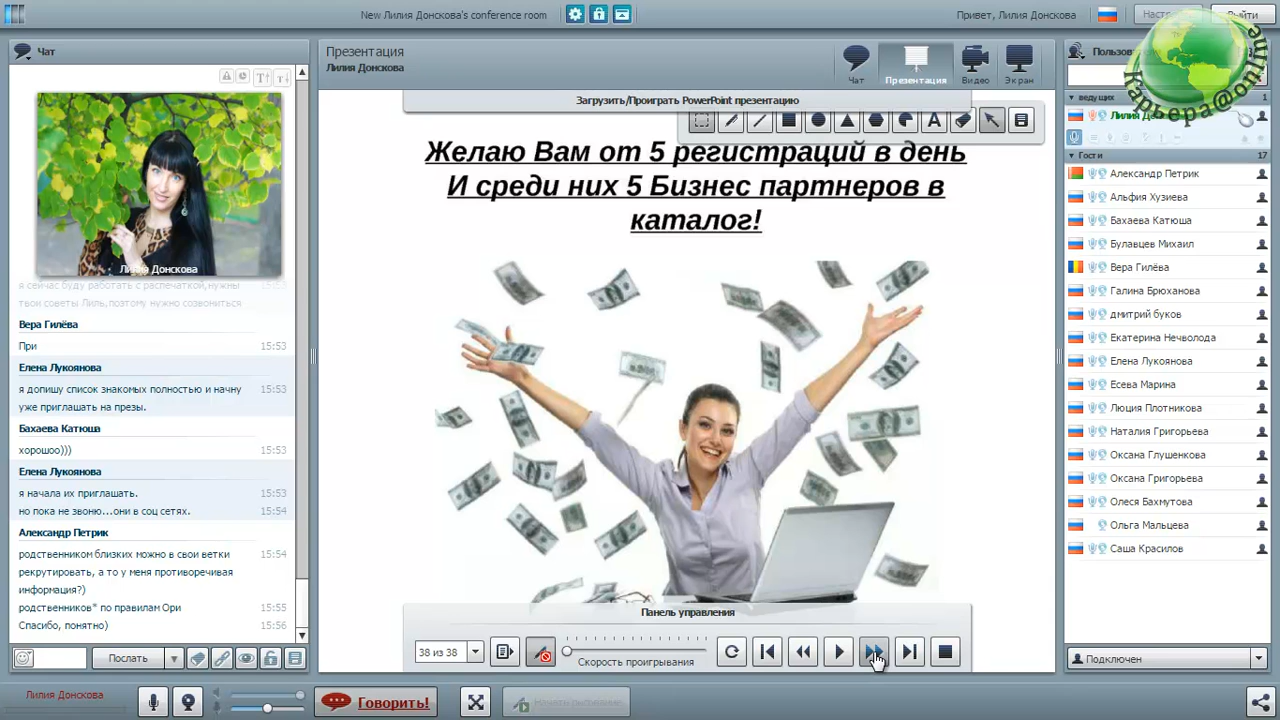 New Лилия Донскова's conference room
Привет, Лилия Донскова
Выйти
Чат
Лилия Донскова
я сейчас буду работать с распечаткой,нужны 15:53
твои советы Лиль,поэтому нужно созвониться
Вера Гилёва
При 15:53
Елена Лукоянова
я допишу список знакомых полностью и начну 15:53
уже приглашать на презы.
Бахаева Катюша
хорошоо))) 15:53
Елена Лукоянова
я начала их приглашать. 15:53
но пока не звоню...они в соц сетях. 15:54
Александр Петрик
родственником близких можно в свои ветки 15:54
рекрутировать, а то у меня противоречивая
информация?)
родственников* по правилам Ори 15:55
Спасибо, понятно) 15:56
Послать
Презентация
Лилия Донскова
Чат
Презентация
Видео
Экран
Загрузить/Проиграть PowerPoint презентацию
Желаю Вам от 5 регистраций в день
И среди них 5 Бизнес партнеров в
каталог!
Панель управления
38 из 38
Скорость проигрывания
Карьера@online
ведущих 1
Гости 17
Александр Петрик
Альфия Хузиева
Бахаева Катюша
Булавцев Михаил
Вера Гилёва
Галина Брюханова
дмитрий буков
Екатерина Нечволода
Елена Лукоянова
Есева Марина
Люция Плотникова
Наталия Григорьева
Оксана Глушенкова
Оксана Григорьева
Олеся Вахмутова
Ольга Мальцева
Саша Красилов
Подключен
Лилия Донскова
Говорить!